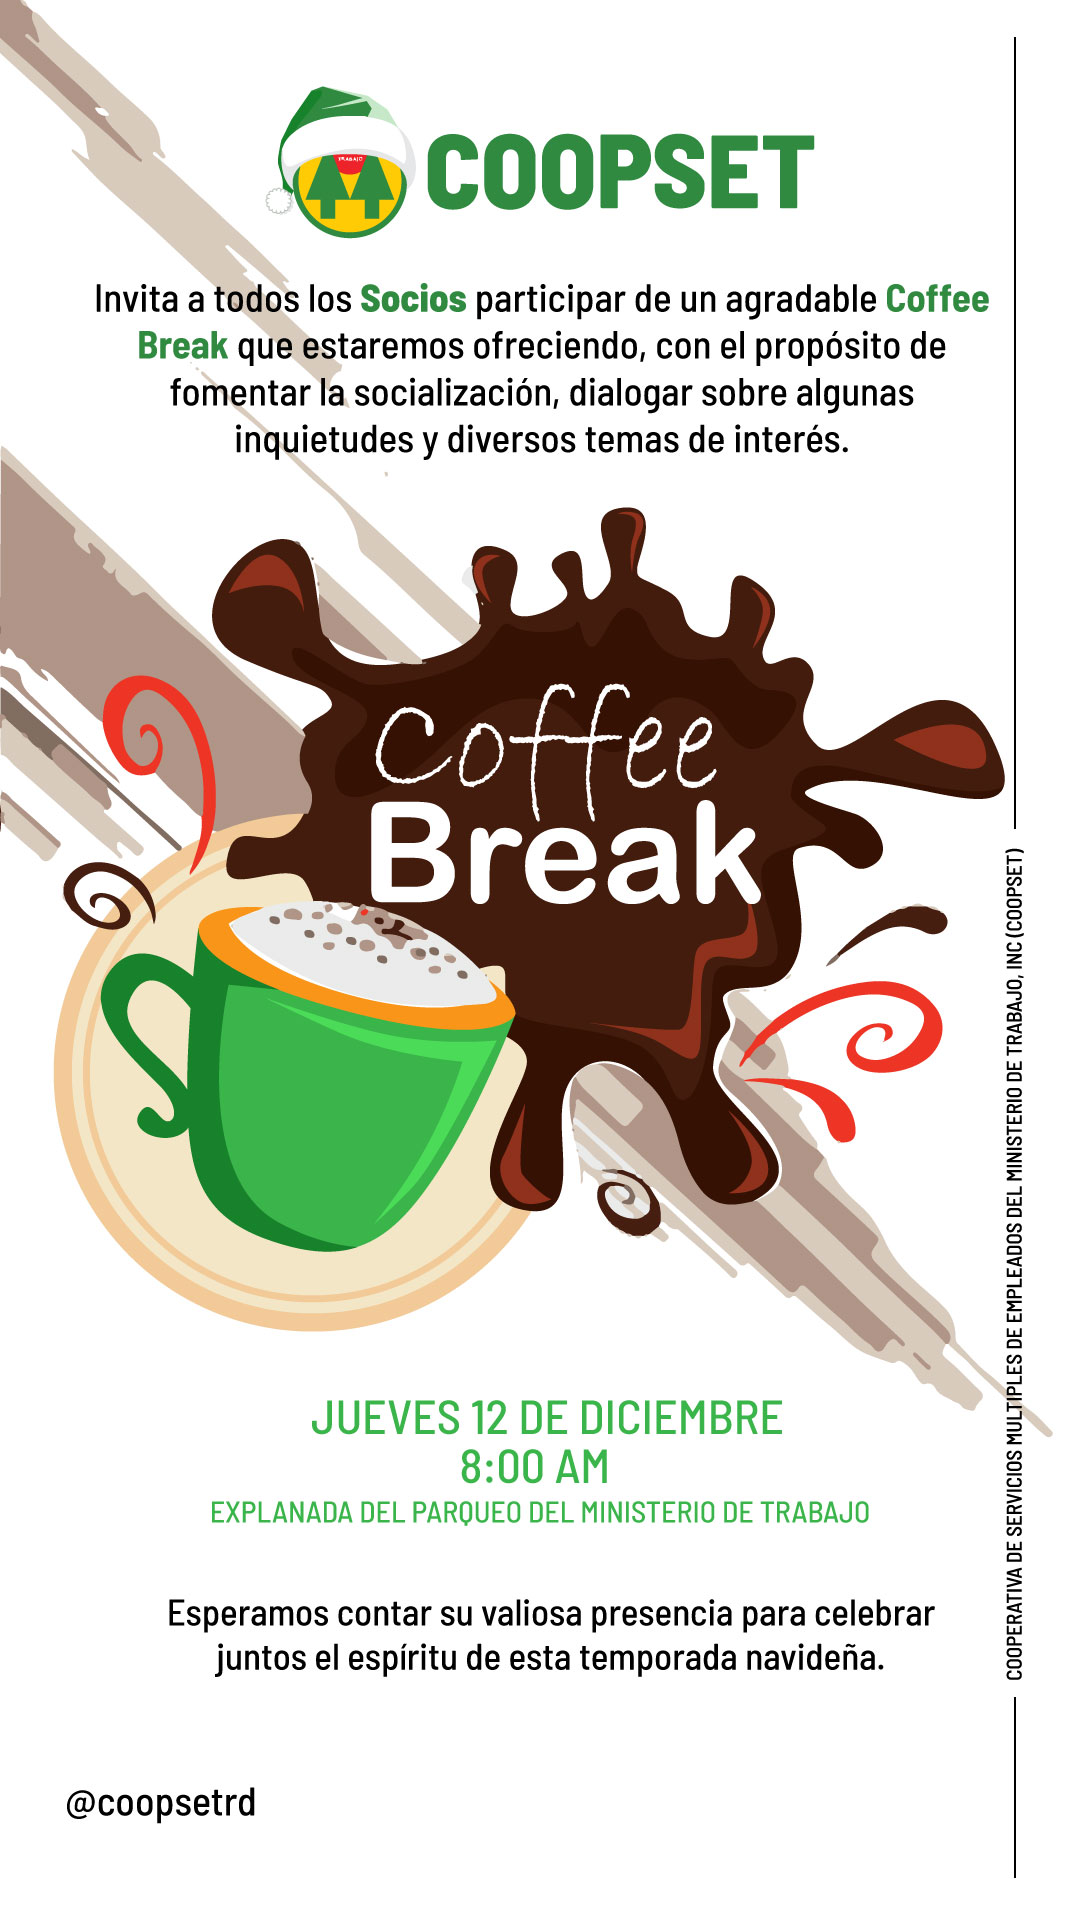 TRABAJO
COOPSET
Invita a todos los Socios participar de un agradable Coffee
Break que estaremos ofreciendo, con el propósito de
fomentar la socialización, dialogar sobre algunas
inquietudes y diversos temas de interés.
Coffee
Break
JUEVES 12 DE DICIEMBRE
8:00 AM
EXPLANADA DEL PARQUEO DEL MINISTERIO DE TRABAJO
Esperamos contar su valiosa presencia para celebrar
juntos el espíritu de esta temporada navideña.
@coopsetrd
COOPERATIVA DE SERVICIOS MULTIPLES DE EMPLEADOS DEL MINISTERIO DE TRABAJO, INC (COOPSET)